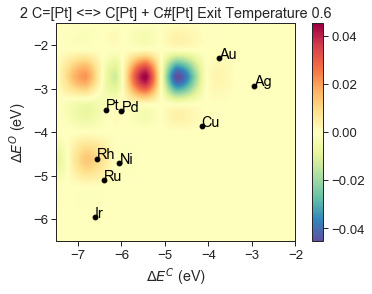 2 C=[Pt] <=> C[Pt] + C#[Pt] Exit Temperature 0.6
Au
Ag
Pt
Pd
Cu
Rh
Ni
Ru
Ir
−2
−3
−4
−5
−6
ΔE^O (eV)
−7 −6 −5 −4 −3 −2
ΔE^C (eV)
0.04
0.02
0.00
−0.02
−0.04